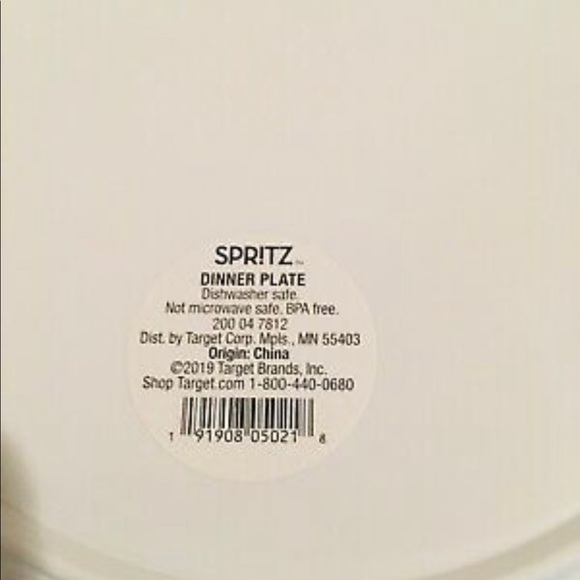 SPR!TZ™
DINNER PLATE
Dishwasher safe.
Not microwave safe. BPA free.
200 04 7812
Dist. by Target Corp. Mpls., MN 55403
Origin: China
©2019 Target Brands, Inc.
Shop Target.com 1-800-440-0680
1 91908 05021 8